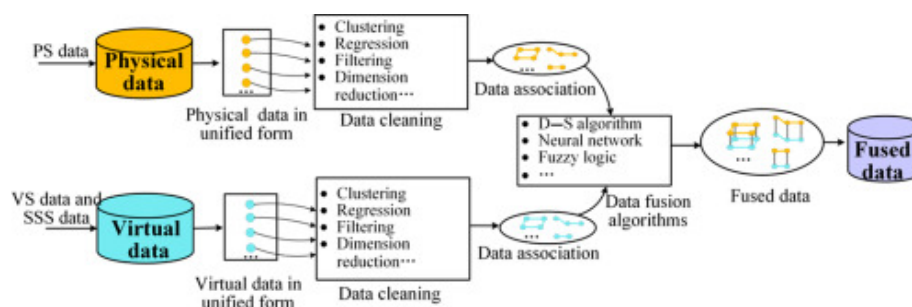 PS data
Physical
data
...
Physical data in
unified form
• Clustering
• Regression
• Filtering
• Dimension
reduction…
Data cleaning
...
Data association
VS data and
SSS data
Virtual
data
...
Virtual data in
unified form
• Clustering
• Regression
• Filtering
• Dimension
reduction…
Data cleaning
...
Data association
• D—S algorithm
• Neural network
• Fuzzy logic
• ...
Data fusion
algorithms
...
Fused data
Fused
data